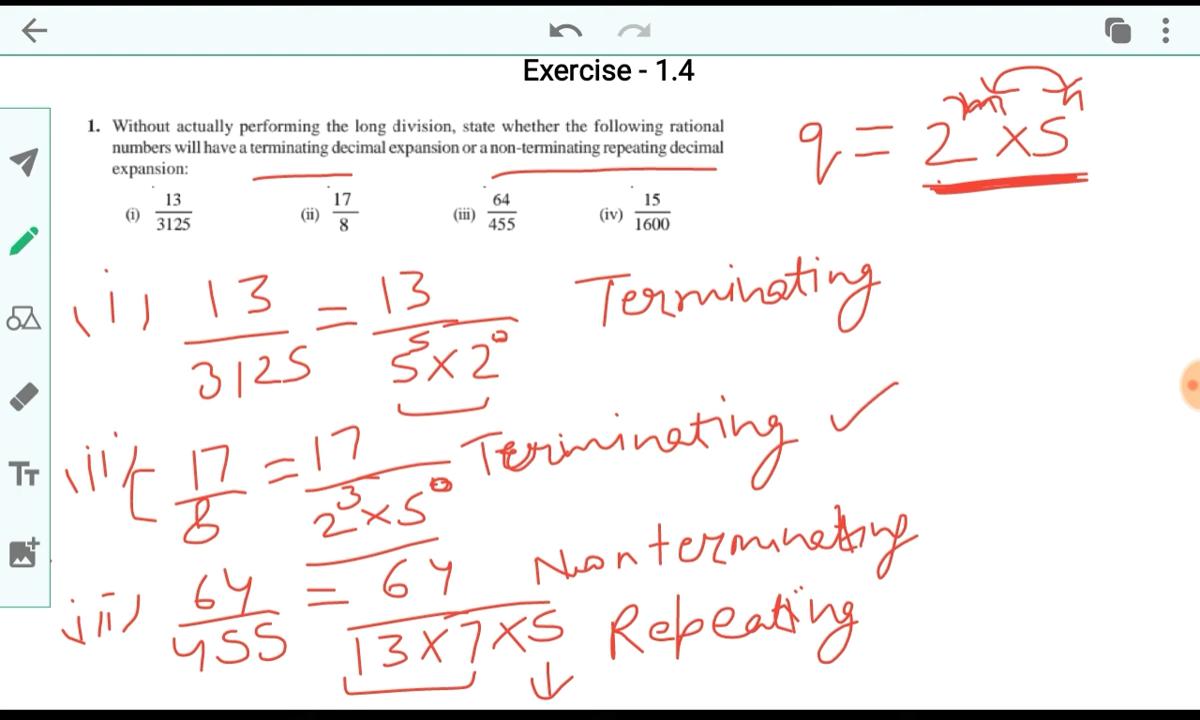 Exercise - 1.4
1. Without actually performing the long division, state whether the following rational
numbers will have a terminating decimal expansion or a non-terminating repeating decimal
expansion:
(i) 13/3125 (ii) 17/8 (iii) 64/455 (iv) 15/1600
q = 2^m × 5^n
(i) 13/3125 = 13/(5^5 × 2^0) Terminating
(ii) 17/8 = 17/(2^3 × 5^0) Terminating ✓
(iii) 64/455 = 64/(13 × 7 × 5) Non terminating
Repeating
TT